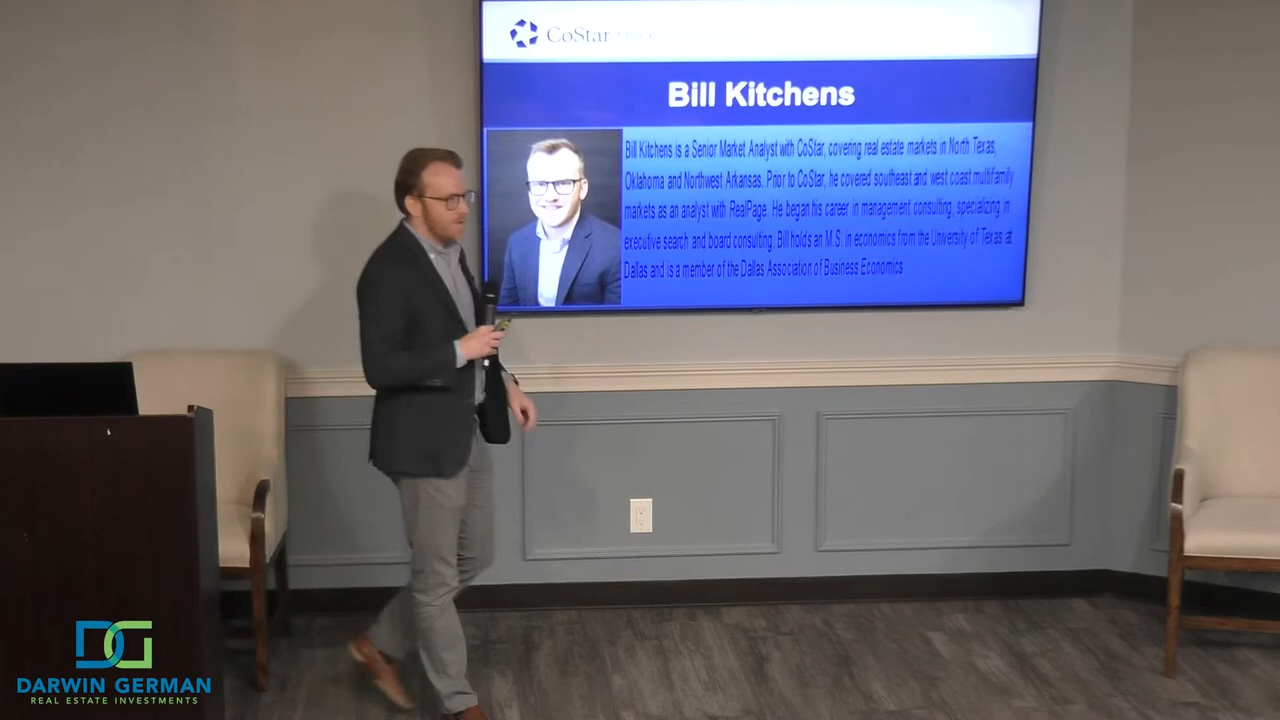 CoStar
Bill Kitchens
Bill Kitchens is a Senior Market Analyst with CoStar, covering real estate markets in North Texas,
Oklahoma and Northwest Arkansas. Prior to CoStar, he covered southeast and west coast multifamily
markets as an analyst with RealPage. He began his career in management consulting, specializing in
executive search and board consulting. Bill holds an M.S. in economics from the University of Texas at
Dallas and is a member of the Dallas Association of Business Economics
DG
DARWIN GERMAN
REAL ESTATE INVESTMENTS